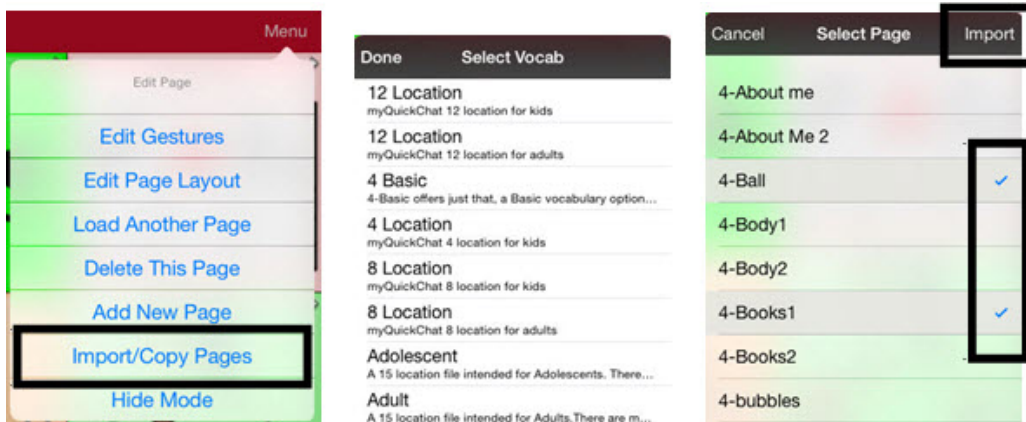 Menu
Edit Page
Edit Gestures
Edit Page Layout
Load Another Page
Delete This Page
Add New Page
Import/Copy Pages
Hide Mode
Done Select Vocab
12 Location
myQuickChat 12 location for kids
12 Location
myQuickChat 12 location for adults
4 Basic
4-Basic offers just that, a Basic vocabulary option...
4 Location
myQuickChat 4 location for kids
8 Location
myQuickChat 8 location for kids
8 Location
myQuickChat 8 location for adults
Adolescent
A 15 location file intended for Adolescents. There...
Adult
A 15 location file intended for Adults.There are m...
Cancel Select Page Import
4-About me
4-About Me 2
4-Ball
4-Body1
4-Body2
4-Books1
4-Books2
4-bubbles